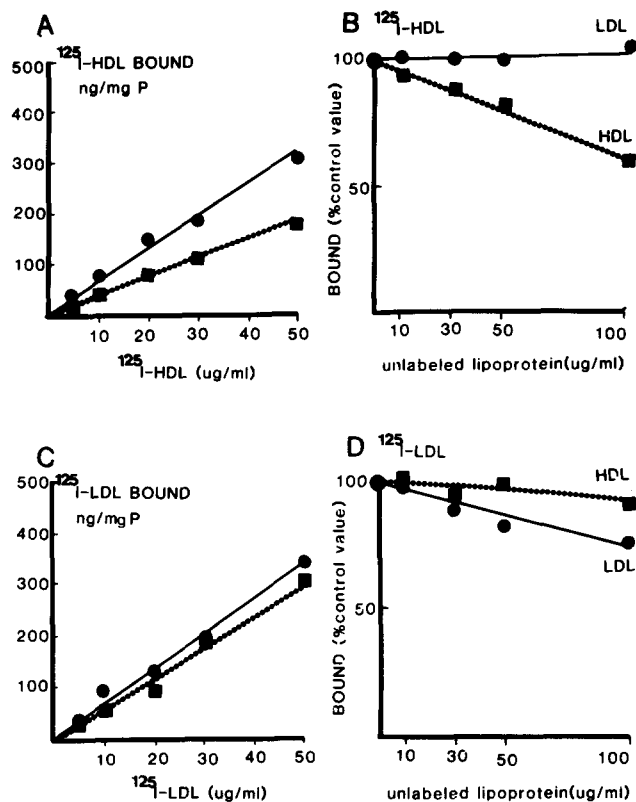 A
125I-HDL BOUND
ng/mg P
500
400
300
200
100
10 20 30 40 50
125I-HDL (ug/ml)
B
125I-HDL
LDL
HDL
100
50
BOUND (%control value)
10 30 50 100
unlabeled lipoprotein(ug/ml)
C
125I-LDL BOUND
ng/mg P
500
400
300
200
100
10 20 30 40 50
125I-LDL (ug/ml)
D
125I-LDL
HDL
LDL
100
50
BOUND (%control value)
10 30 50 100
unlabeled lipoprotein(ug/ml)